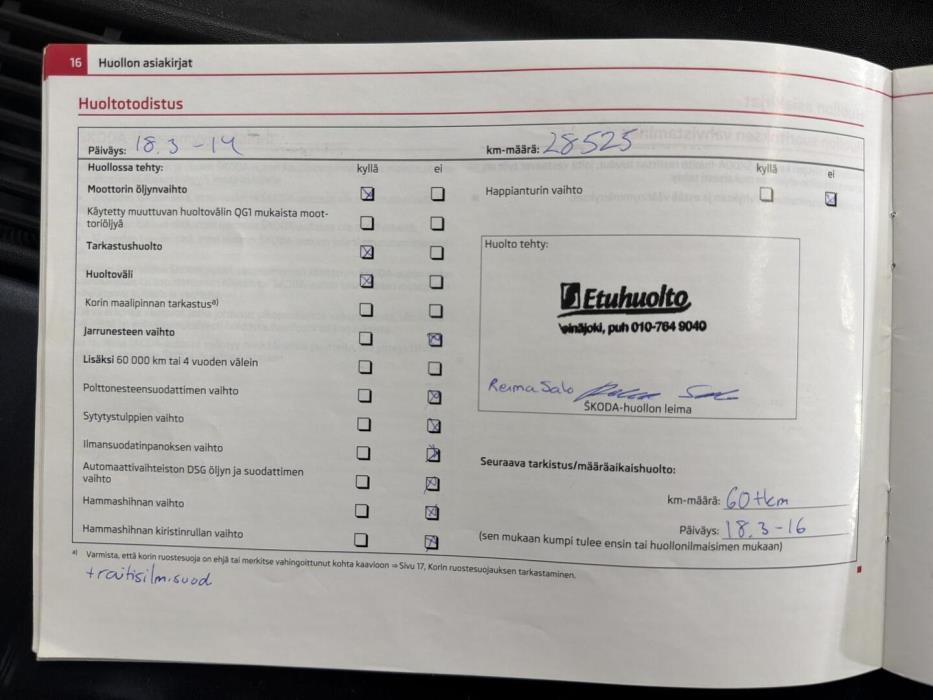 16 Huollon asiakirjat
Huoltotodistus
Päiväys: 18.3-14
km-määrä: 28525
Huollossa tehty: kyllä ei
kyllä ei
Moottorin öljynvaihto
Happianturin vaihto
Käytetty muuttuvan huoltovälin QG1 mukaista moot-
toriöljyä
Tarkastushuolto
Huoltoväli
Korin maalipinnan tarkastusa)
Jarrunesteen vaihto
Lisäksi 60 000 km tai 4 vuoden välein
Polttonesteensuodattimen vaihto
Sytytystulppien vaihto
Ilmansuodatinpanoksen vaihto
Automaattivaihteiston DSG öljyn ja suodattimen
vaihto
Hammashihnan vaihto
Hammashihnan kiristinrullan vaihto
Huolto tehty:
Etuhuolto
einäjoki, puh 010-764 9040
Reima Salo
ŠKODA-huollon leima
Seuraava tarkistus/määräaikaishuolto:
km-määrä: 60tkm
Päiväys: 18.3-16
(sen mukaan kumpi tulee ensin tai huollonilmaisimen mukaan)
a) Varmista, että korin ruostesuoja on ehjä tai merkitse vahingoittunut kohta kaavioon ⇒ Sivu 17, Korin ruostesuojauksen tarkastaminen.
+raitisilm.suod